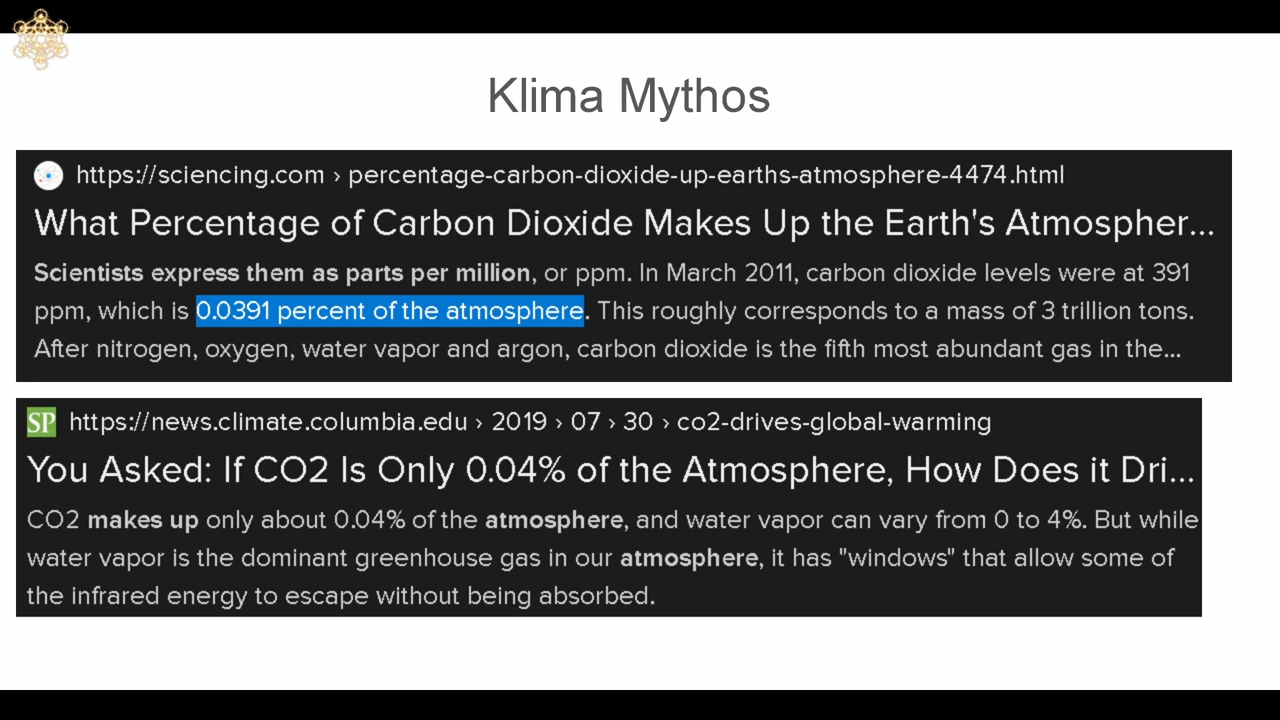 Klima Mythos
https://sciencing.com › percentage-carbon-dioxide-up-earths-atmosphere-4474.html
What Percentage of Carbon Dioxide Makes Up the Earth's Atmospher...
Scientists express them as parts per million, or ppm. In March 2011, carbon dioxide levels were at 391
ppm, which is 0.0391 percent of the atmosphere. This roughly corresponds to a mass of 3 trillion tons.
After nitrogen, oxygen, water vapor and argon, carbon dioxide is the fifth most abundant gas in the...
SP https://news.climate.columbia.edu › 2019 › 07 › 30 › co2-drives-global-warming
You Asked: If CO2 Is Only 0.04% of the Atmosphere, How Does it Dri...
CO2 makes up only about 0.04% of the atmosphere, and water vapor can vary from 0 to 4%. But while
water vapor is the dominant greenhouse gas in our atmosphere, it has "windows" that allow some of
the infrared energy to escape without being absorbed.